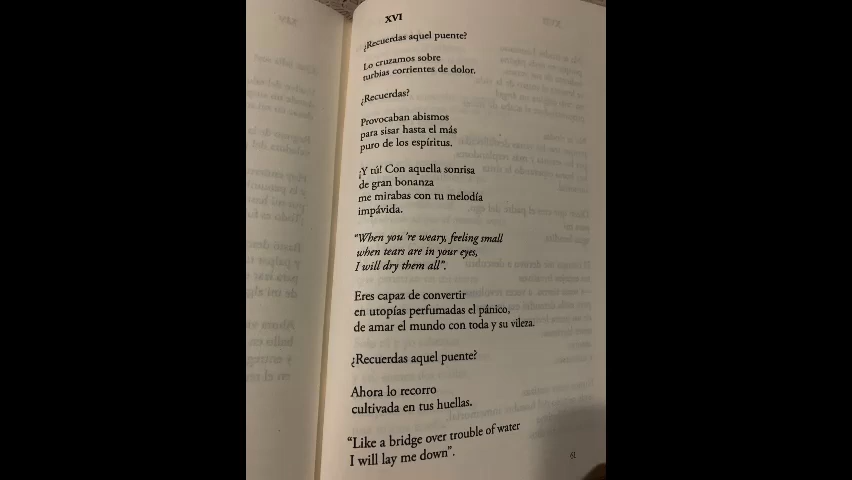 XVI
¿Recuerdas aquel puente?
Lo cruzamos sobre
turbias corrientes de dolor.
¿Recuerdas?
Provocaban abismos
para sisar hasta el más
puro de los espíritus.
¡Y tú! Con aquella sonrisa
de gran bonanza
me mirabas con tu melodía
impávida.
“When you're weary, feeling small
when tears are in your eyes,
I will dry them all”.
Eres capaz de convertir
en utopías perfumadas el pánico,
de amar el mundo con toda y su vileza.
¿Recuerdas aquel puente?
Ahora lo recorro
cultivada en tus huellas.
“Like a bridge over trouble of water
I will lay me down”.
61